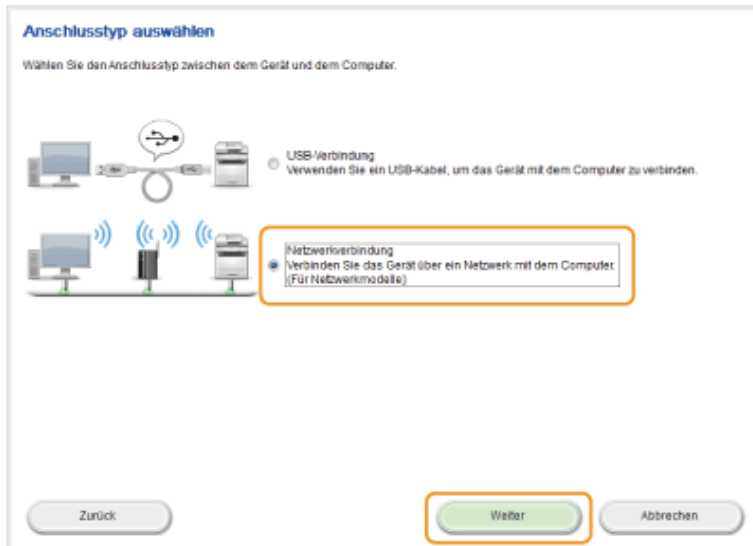 Anschlusstyp auswählen
Wählen Sie den Anschlusstyp zwischen dem Gerät und dem Computer.
USB-Verbindung
Verwenden Sie ein USB-Kabel, um das Gerät mit dem Computer zu verbinden.
Netzwerkverbindung
Verbinden Sie das Gerät über ein Netzwerk mit dem Computer.
(Für Netzwerkmodelle)
Zurück
Weiter
Abbrechen